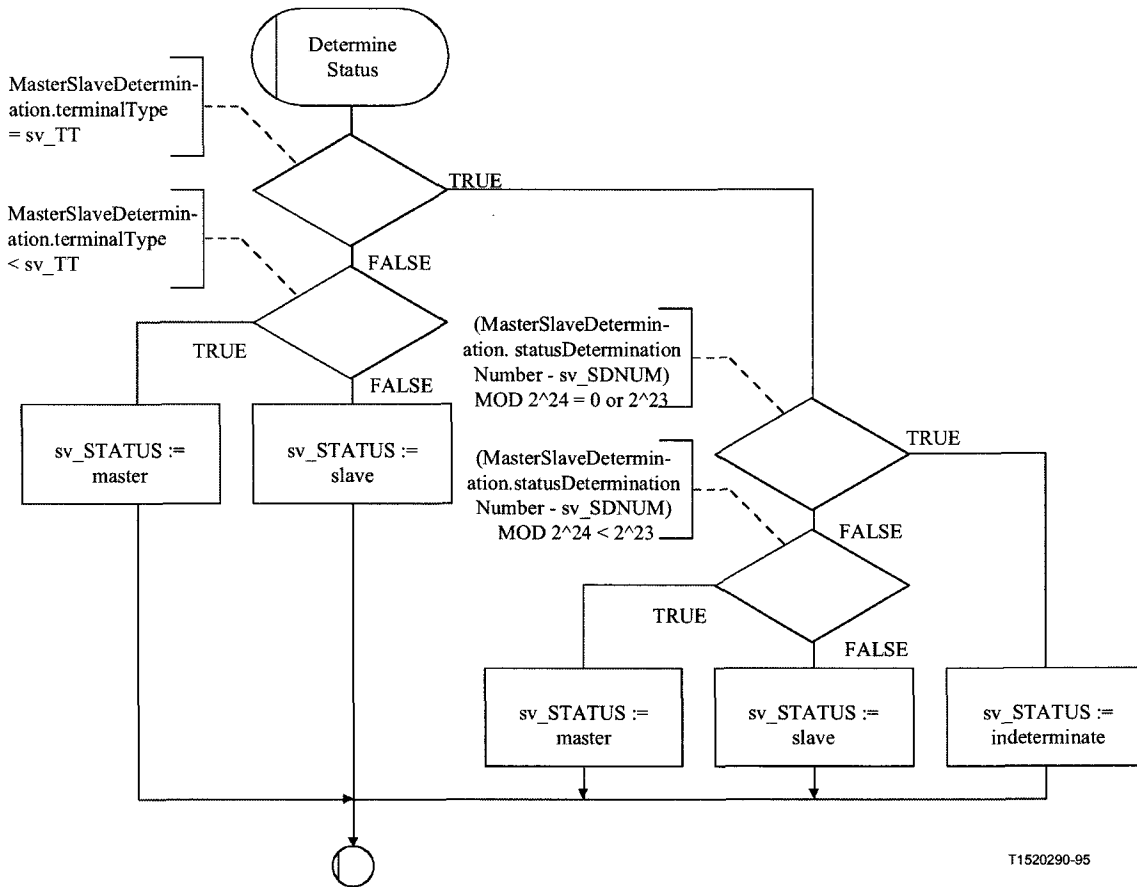 Determine
Status
MasterSlaveDetermin-
ation.terminalType
= sv_TT
TRUE
MasterSlaveDetermin-
ation.terminalType
< sv_TT
FALSE
TRUE
FALSE
sv_STATUS :=
master
sv_STATUS :=
slave
(MasterSlaveDetermin-
ation. statusDetermination
Number - sv_SDNUM)
MOD 2^24 = 0 or 2^23
TRUE
(MasterSlaveDetermin-
ation.statusDetermination
Number - sv_SDNUM)
MOD 2^24 < 2^23
FALSE
TRUE
FALSE
sv_STATUS :=
master
sv_STATUS :=
slave
sv_STATUS :=
indeterminate
T1520290-95